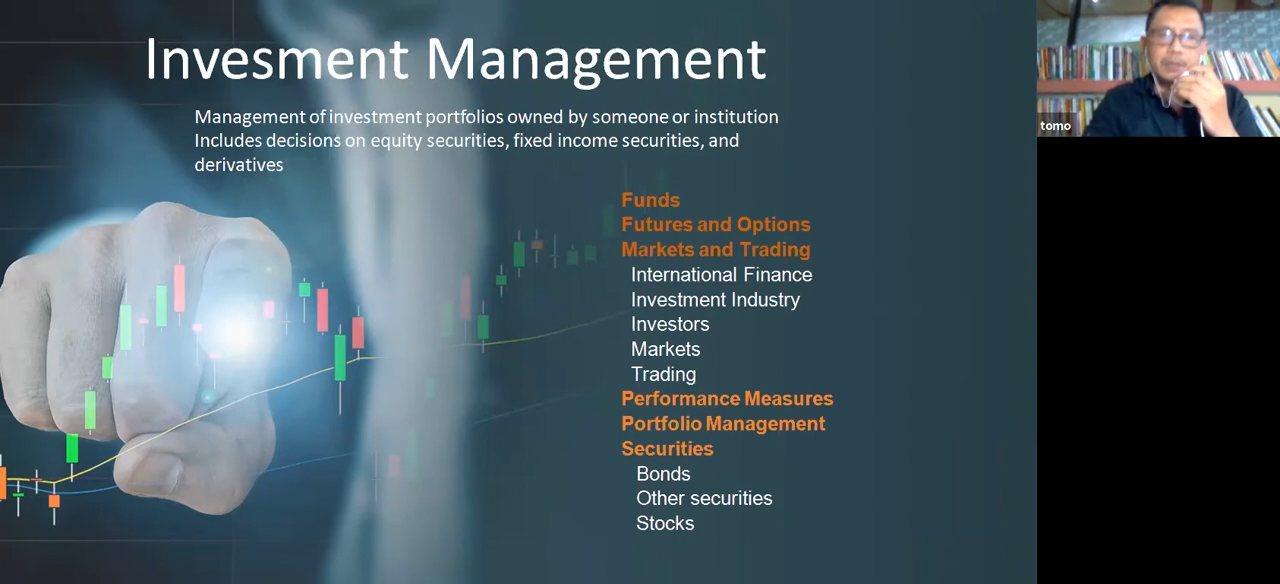 Invesment Management
Management of investment portfolios owned by someone or institution
Includes decisions on equity securities, fixed income securities, and
derivatives
Funds
Futures and Options
Markets and Trading
International Finance
Investment Industry
Investors
Markets
Trading
Performance Measures
Portfolio Management
Securities
Bonds
Other securities
Stocks
tomo